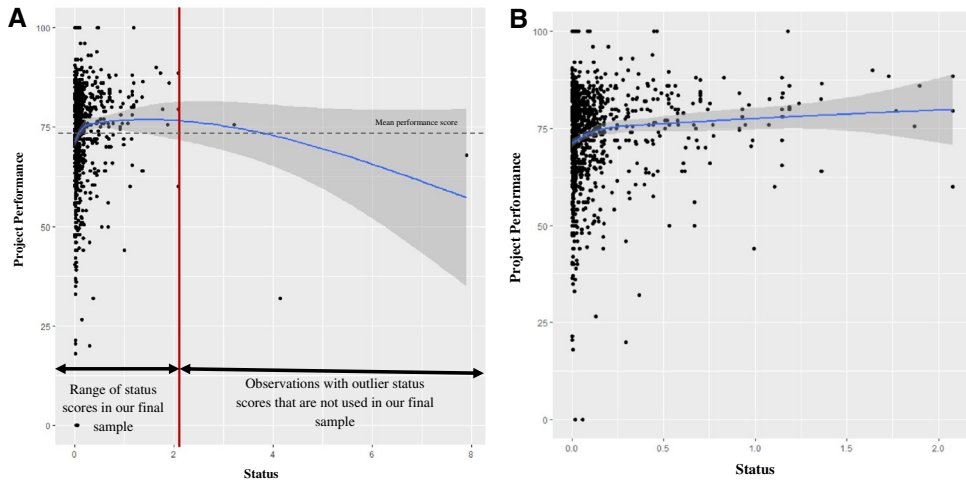 A
100
75
50
25
0
Project Performance
Mean performance score
Range of status
scores in our final
sample
Observations with outlier status
scores that are not used in our final
sample
0
2
4
6
8
Status
B
100
75
50
25
0
Project Performance
0.0
0.5
1.0
1.5
2.0
Status